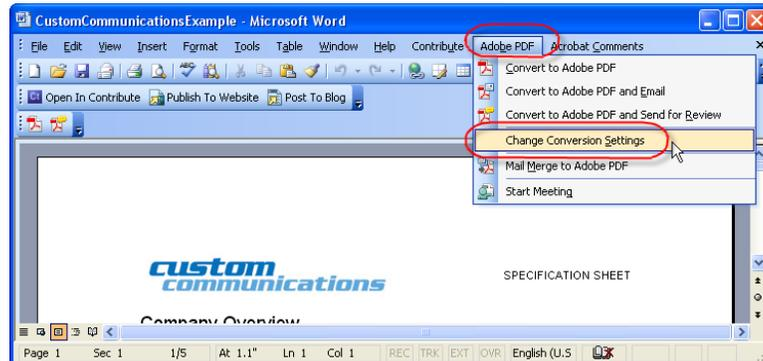 CustomCommunicationsExample - Microsoft Word
File Edit View Insert Format Tools Table Window Help Contribute Adobe PDF Acrobat Comments
Convert to Adobe PDF
Open In Contribute Publish To Website Post To Blog
Convert to Adobe PDF and Email
Convert to Adobe PDF and Send for Review
Change Conversion Settings
Mail Merge to Adobe PDF
Start Meeting
custom
communications
SPECIFICATION SHEET
Company Overview
Page 1 Sec 1 1/5 At 1.1" Ln 1 Col 1 REC TRK EXT OVR English (U.S